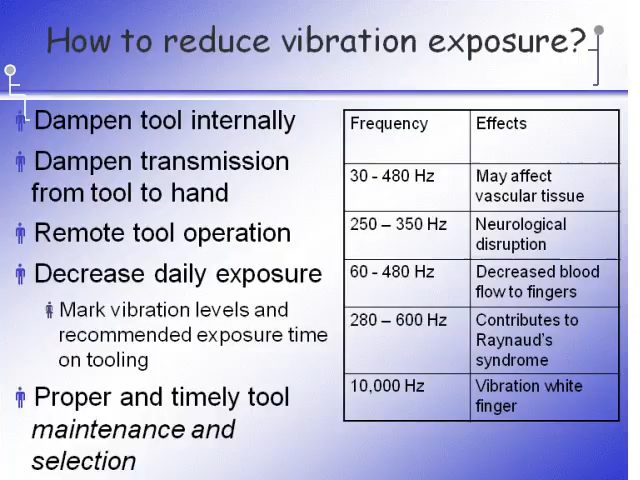 How to reduce vibration exposure?
Dampen tool internally
Dampen transmission
from tool to hand
Remote tool operation
Decrease daily exposure
Mark vibration levels and
recommended exposure time
on tooling
Proper and timely tool
maintenance and
selection
Frequency Effects
30 - 480 Hz May affect
vascular tissue
250 – 350 Hz Neurological
disruption
60 - 480 Hz Decreased blood
flow to fingers
280 – 600 Hz Contributes to
Raynaud's
syndrome
10,000 Hz Vibration white
finger